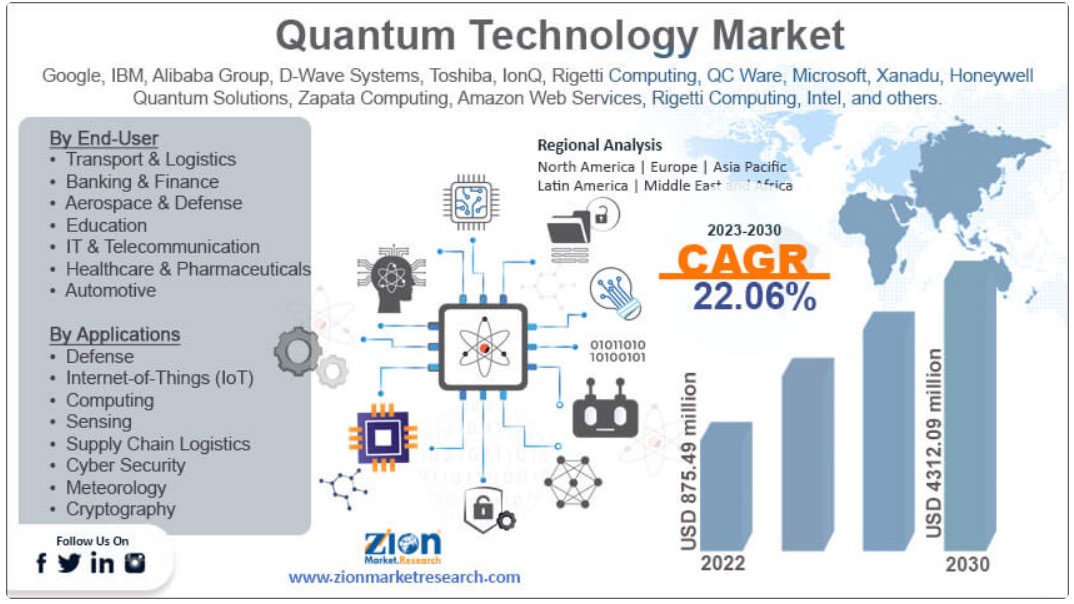 Quantum Technology Market
Google, IBM, Alibaba Group, D-Wave Systems, Toshiba, IonQ, Rigetti Computing, QC Ware, Microsoft, Xanadu, Honeywell
Quantum Solutions, Zapata Computing, Amazon Web Services, Rigetti Computing, Intel, and others.
By End-User
• Transport & Logistics
• Banking & Finance
• Aerospace & Defense
• Education
• IT & Telecommunication
• Healthcare & Pharmaceuticals
• Automotive
By Applications
• Defense
• Internet-of-Things (IoT)
• Computing
• Sensing
• Supply Chain Logistics
• Cyber Security
• Meteorology
• Cryptography
Follow Us On
f in
Regional Analysis
North America | Europe | Asia Pacific
Latin America | Middle East and Africa
01011010
10100101
Zion
Market.Research
www.zionmarketresearch.com
2023-2030
CAGR
22.06%
USD 875.49 million
USD 4312.09 million
2022
2030